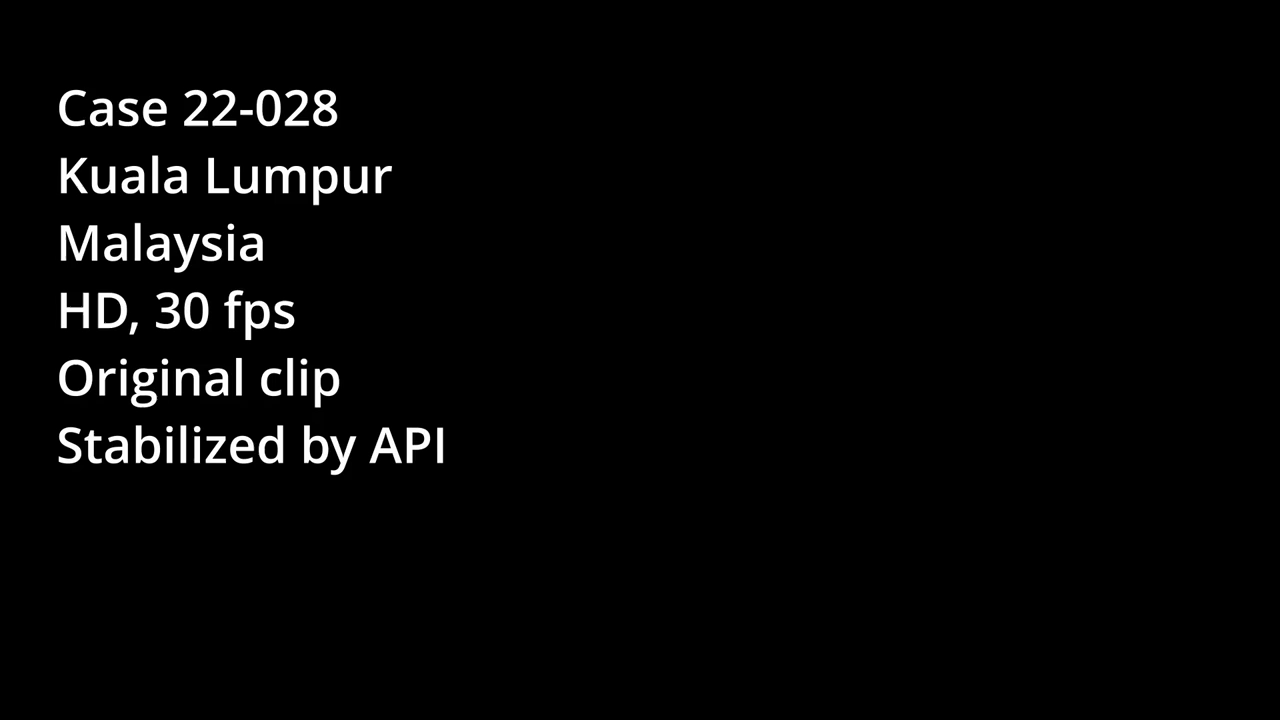 Case 22-028
Kuala Lumpur
Malaysia
HD, 30 fps
Original clip
Stabilized by API